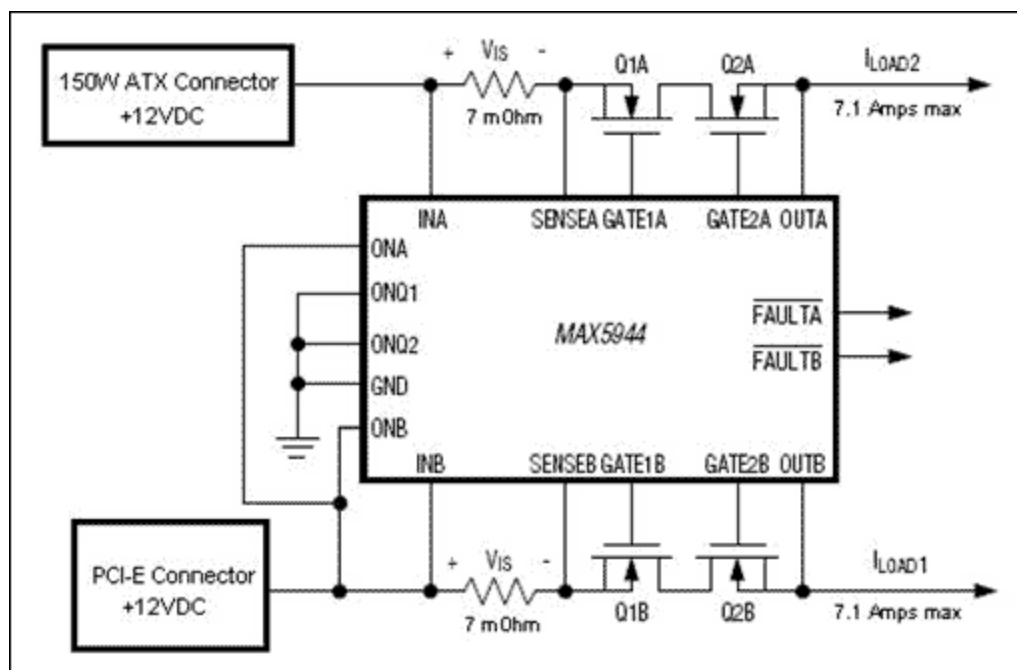 + VIS -
Q1A Q2A ILOAD2
150W ATX Connector
+12VDC
7 mOhm
7.1 Amps max
INA SENSEA GATE1A GATE2A OUTA
ONA
ONQ1
FAULTA
ONQ2
MAX5944
FAULTB
GND
ONB
INB SENSEB GATE1B GATE2B OUTB
PCI-E Connector
+12VDC
+ VIS -
ILOAD1
7 mOhm
Q1B Q2B
7.1 Amps max